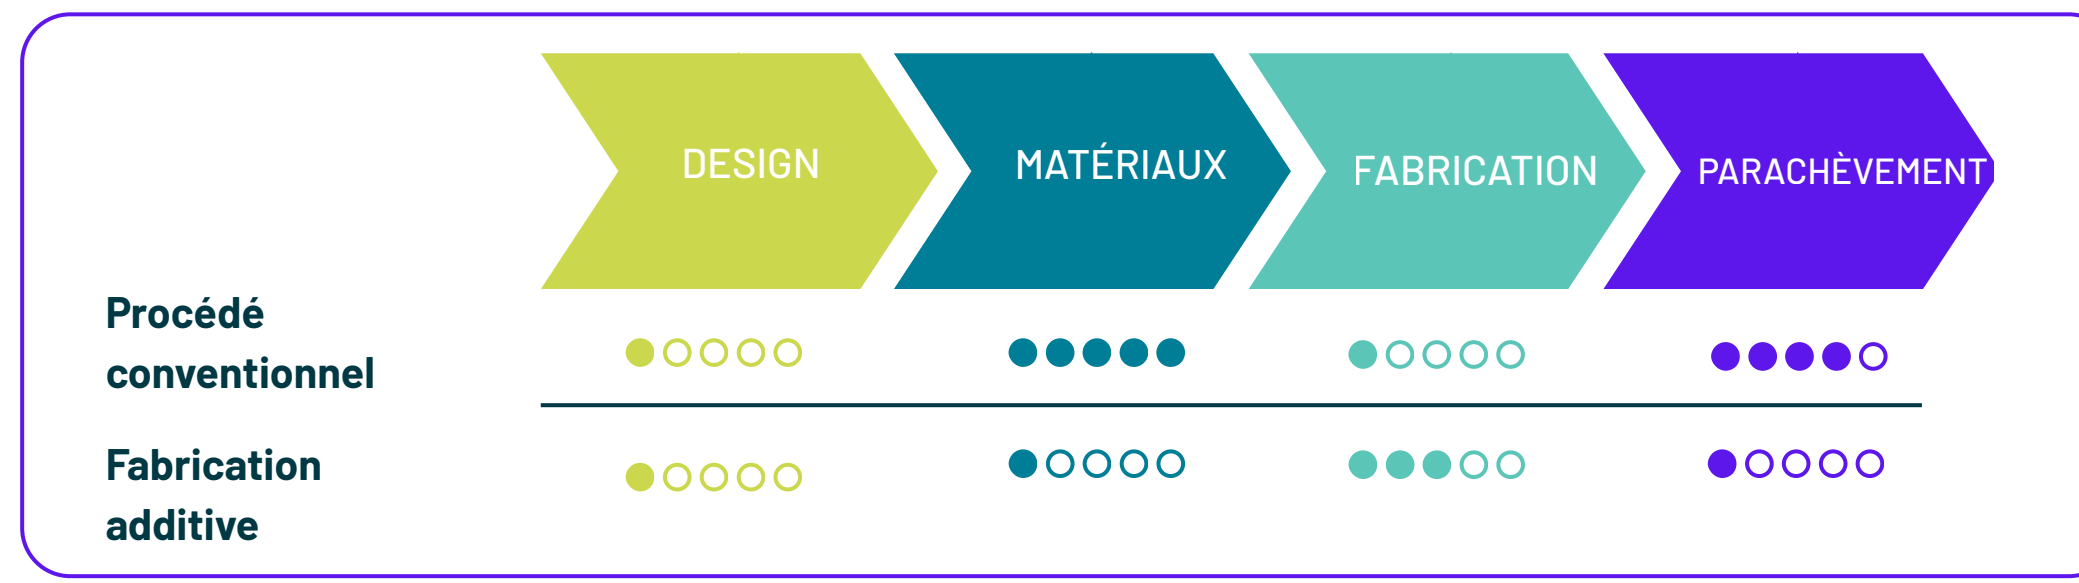 DESIGN
MATÉRIAUX
FABRICATION
PARACHÈVEMENT
Procédé
conventionnel
Fabrication
additive